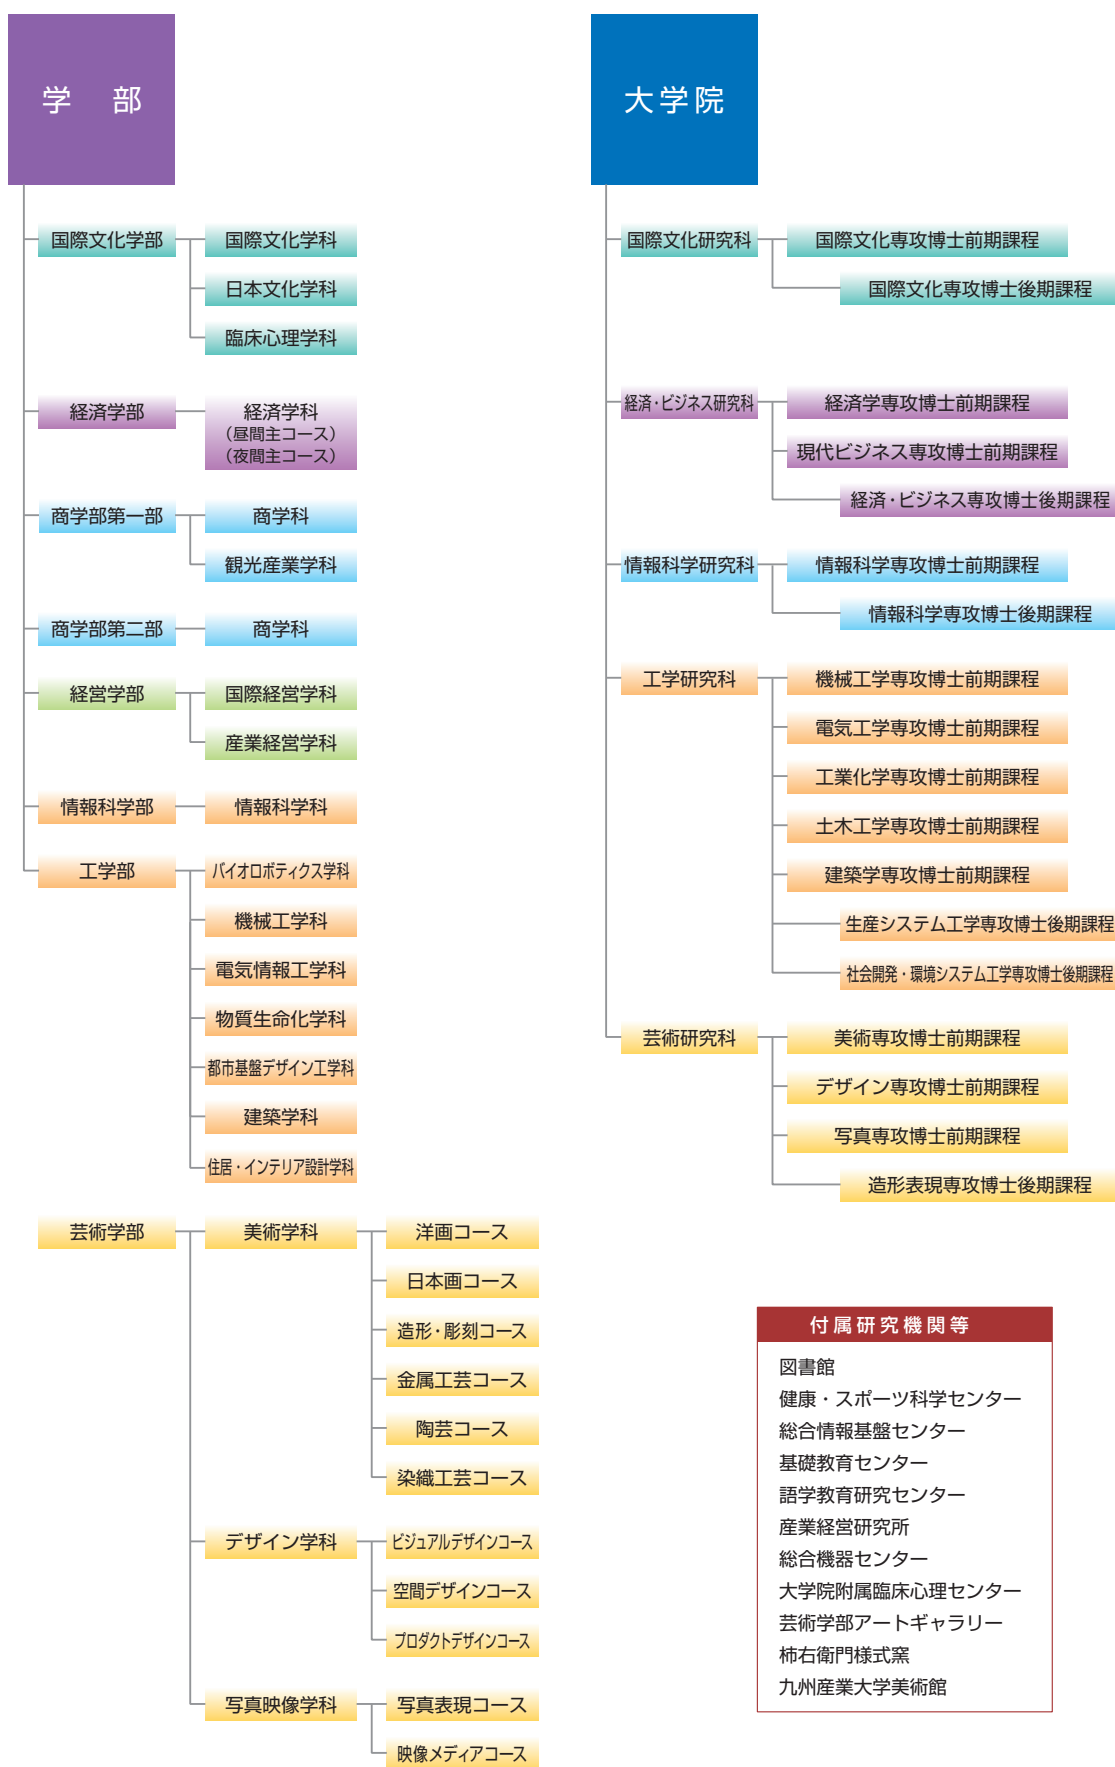 学　部
国際文化学部
国際文化学科
日本文化学科
臨床心理学科
経済学部
経済学科
（昼間主コース）
（夜間主コース）
商学部第一部
商学科
観光産業学科
商学部第二部
商学科
経営学部
国際経営学科
産業経営学科
情報科学部
情報科学科
工学部
バイオロボティクス学科
機械工学科
電気情報工学科
物質生命化学科
都市基盤デザイン工学科
建築学科
住居・インテリア設計学科
芸術学部
美術学科
洋画コース
日本画コース
造形・彫刻コース
金属工芸コース
陶芸コース
染織工芸コース
デザイン学科
ビジュアルデザインコース
空間デザインコース
プロダクトデザインコース
写真映像学科
写真表現コース
映像メディアコース
大学院
国際文化研究科
国際文化専攻博士前期課程
国際文化専攻博士後期課程
経済・ビジネス研究科
経済学専攻博士前期課程
現代ビジネス専攻博士前期課程
経済・ビジネス専攻博士後期課程
情報科学研究科
情報科学専攻博士前期課程
情報科学専攻博士後期課程
工学研究科
機械工学専攻博士前期課程
電気工学専攻博士前期課程
工業化学専攻博士前期課程
土木工学専攻博士前期課程
建築学専攻博士前期課程
生産システム工学専攻博士後期課程
社会開発・環境システム工学専攻博士後期課程
芸術研究科
美術専攻博士前期課程
デザイン専攻博士前期課程
写真専攻博士前期課程
造形表現専攻博士後期課程
付属研究機関等
図書館
健康・スポーツ科学センター
総合情報基盤センター
基礎教育センター
語学教育研究センター
産業経営研究所
総合機器センター
大学院附属臨床心理センター
芸術学部アートギャラリー
柿右衛門様式窯
九州産業大学美術館